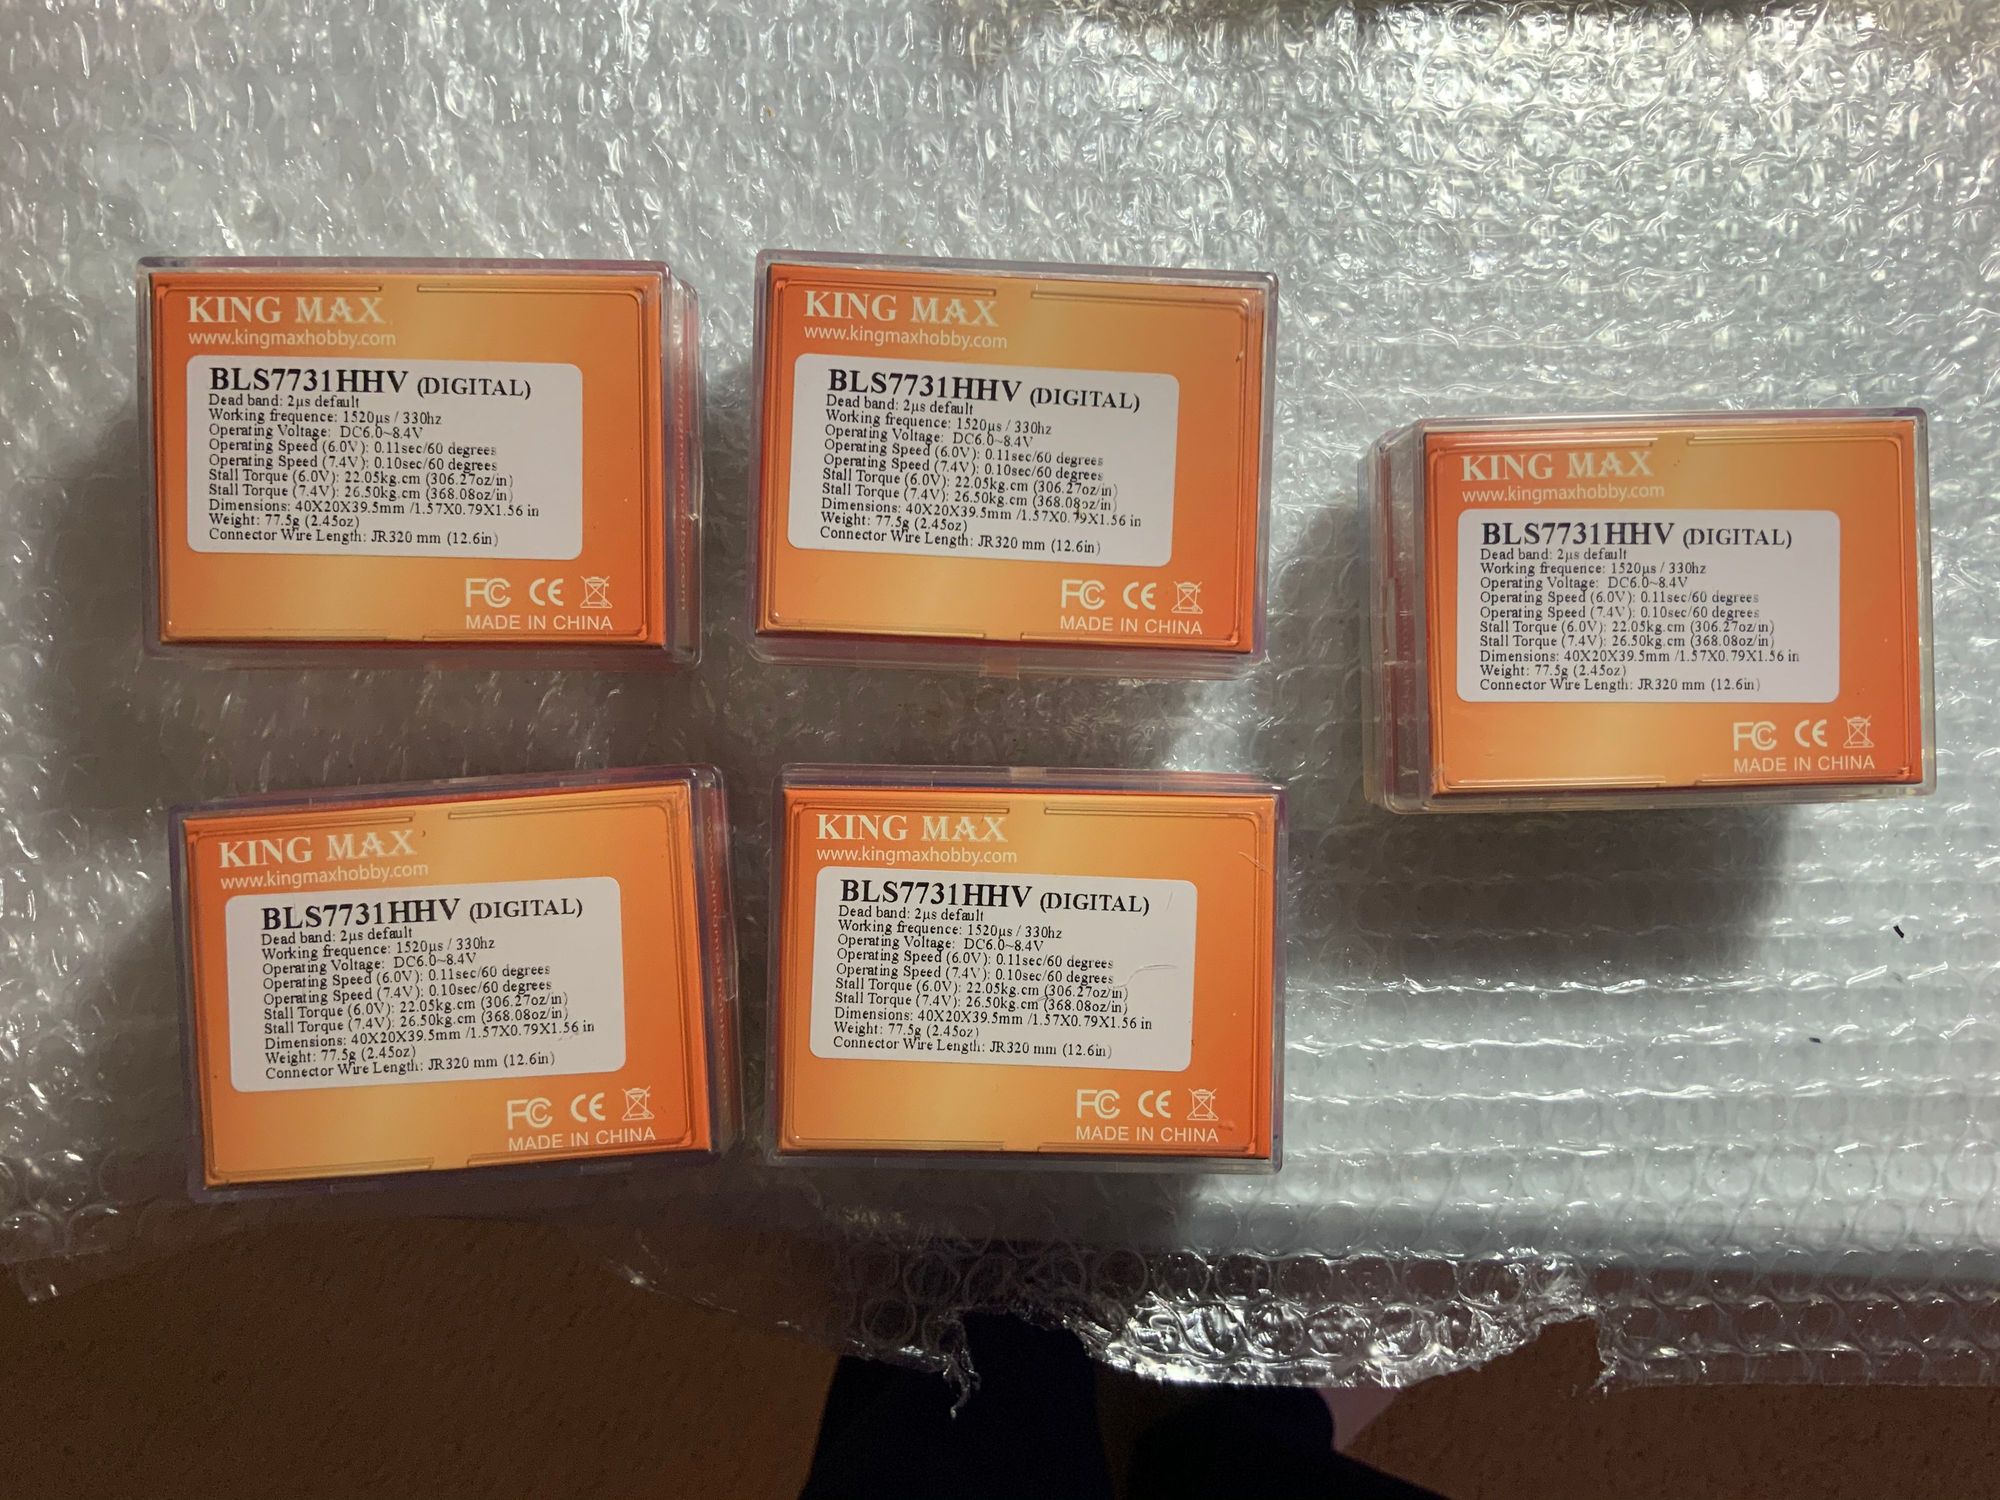 KING MAX
www.kingmaxhobby.com
BLS7731HHV (DIGITAL)
Dead band: 2μs default
Working frequence: 1520μs / 330hz
Operating Voltage: DC6.0~8.4V
Operating Speed (6.0V): 0.11sec/60 degrees
Operating Speed (7.4V): 0.10sec/60 degrees
Stall Torque (6.0V): 22.05kg.cm (306.27oz/in)
Stall Torque (7.4V): 26.50kg.cm (368.08oz/in)
Dimensions: 40X20X39.5mm /1.57X0.79X1.56 in
Weight: 77.5g (2.45oz)
Connector Wire Length: JR320 mm (12.6in)
FC CE
MADE IN CHINA
KING MAX
www.kingmaxhobby.com
BLS7731HHV (DIGITAL)
Dead band: 2μs default
Working frequence: 1520μs / 330hz
Operating Voltage: DC6.0~8.4V
Operating Speed (6.0V): 0.11sec/60 degrees
Operating Speed (7.4V): 0.10sec/60 degrees
Stall Torque (6.0V): 22.05kg.cm (306.27oz/in)
Stall Torque (7.4V): 26.50kg.cm (368.08oz/in)
Dimensions: 40X20X39.5mm /1.57X0.79X1.56 in
Weight: 77.5g (2.45oz)
Connector Wire Length: JR320 mm (12.6in)
FC CE
MADE IN CHINA
KING MAX
www.kingmaxhobby.com
BLS7731HHV (DIGITAL)
Dead band: 2μs default
Working frequence: 1520μs / 330hz
Operating Voltage: DC6.0~8.4V
Operating Speed (6.0V): 0.11sec/60 degrees
Operating Speed (7.4V): 0.10sec/60 degrees
Stall Torque (6.0V): 22.05kg.cm (306.27oz/in)
Stall Torque (7.4V): 26.50kg.cm (368.08oz/in)
Dimensions: 40X20X39.5mm /1.57X0.79X1.56 in
Weight: 77.5g (2.45oz)
Connector Wire Length: JR320 mm (12.6in)
FC CE
MADE IN CHINA
KING MAX
www.kingmaxhobby.com
BLS7731HHV (DIGITAL)
Dead band: 2μs default
Working frequence: 1520μs / 330hz
Operating Voltage: DC6.0~8.4V
Operating Speed (6.0V): 0.11sec/60 degrees
Operating Speed (7.4V): 0.10sec/60 degrees
Stall Torque (6.0V): 22.05kg.cm (306.27oz/in)
Stall Torque (7.4V): 26.50kg.cm (368.08oz/in)
Dimensions: 40X20X39.5mm /1.57X0.79X1.56 in
Weight: 77.5g (2.45oz)
Connector Wire Length: JR320 mm (12.6in)
FC CE
MADE IN CHINA
KING MAX
www.kingmaxhobby.com
BLS7731HHV (DIGITAL)
Dead band: 2μs default
Working frequence: 1520μs / 330hz
Operating Voltage: DC6.0~8.4V
Operating Speed (6.0V): 0.11sec/60 degrees
Operating Speed (7.4V): 0.10sec/60 degrees
Stall Torque (6.0V): 22.05kg.cm (306.27oz/in)
Stall Torque (7.4V): 26.50kg.cm (368.08oz/in)
Dimensions: 40X20X39.5mm /1.57X0.79X1.56 in
Weight: 77.5g (2.45oz)
Connector Wire Length: JR320 mm (12.6in)
FC CE
MADE IN CHINA